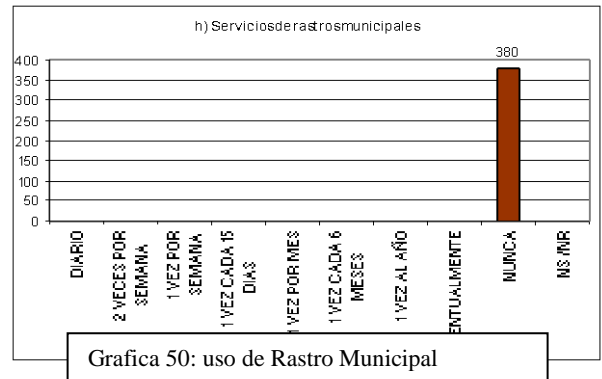 h) Serviciosderastrosmunicipales
380
400
350
300
250
200
150
100
50
0
DIARIO
2 VECES POR
SEMANA
1 VEZ POR
SEMANA
1 VEZ CADA 15
DIAS
1 VEZ POR MES
1 VEZ CADA 6
MESES
1 VEZ AL AÑO
ENTUALMENTE
NUNCA
NS /NR
Grafica 50: uso de Rastro Municipal